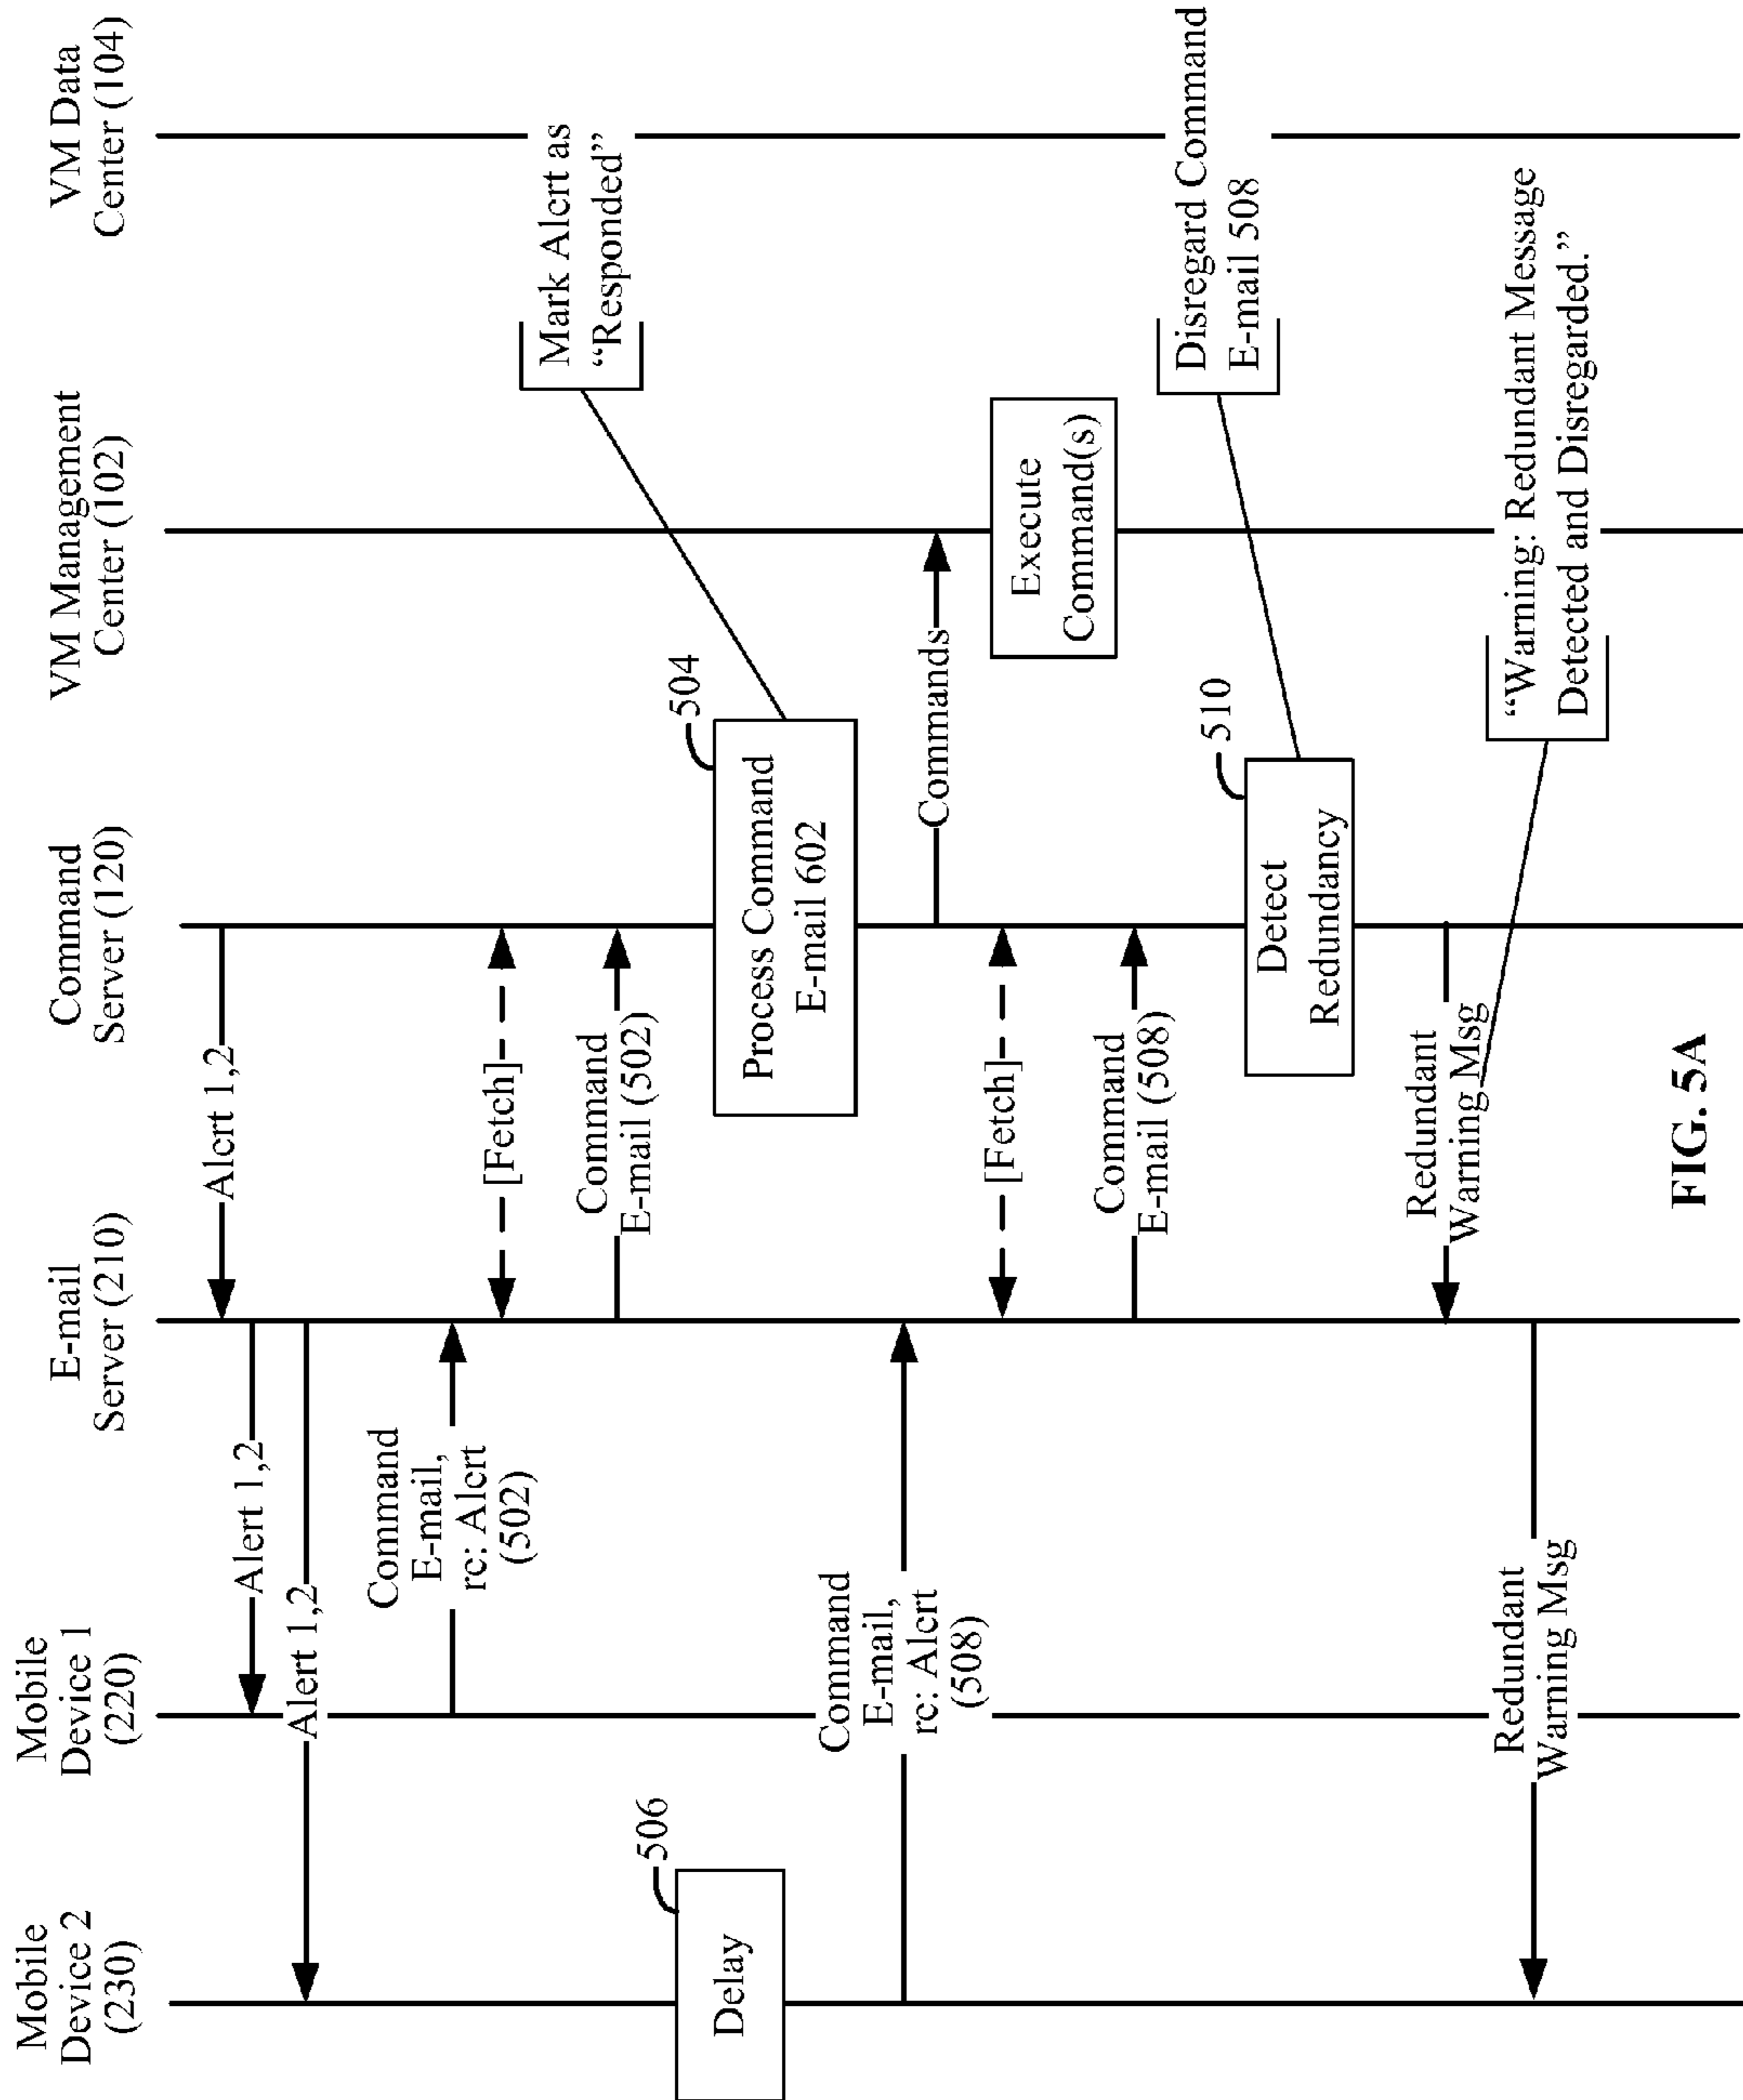 Mobile
Device 2
(230)
Mobile
Device 1
(220)
E-mail
Server (210)
Command
Server (120)
VM Management
Center (102)
VM Data
Center (104)
Alert 1,2
Alert 1,2
Alert 1,2
Command
E-mail,
re: Alert
(502)
[Fetch]
Command
E-mail (502)
Mark Alert as
“Responded”
504
Process Command
E-mail 602
506
Delay
Command
E-mail,
re: Alert
(508)
Commands
[Fetch]
Execute
Command(s)
Command
E-mail (508)
Disregard Command
E-mail 508
510
Detect
Redundancy
Redundant
Warning Msg
“Warning: Redundant Message
Detected and Disregarded.”
Redundant
Warning Msg
FIG. 5A